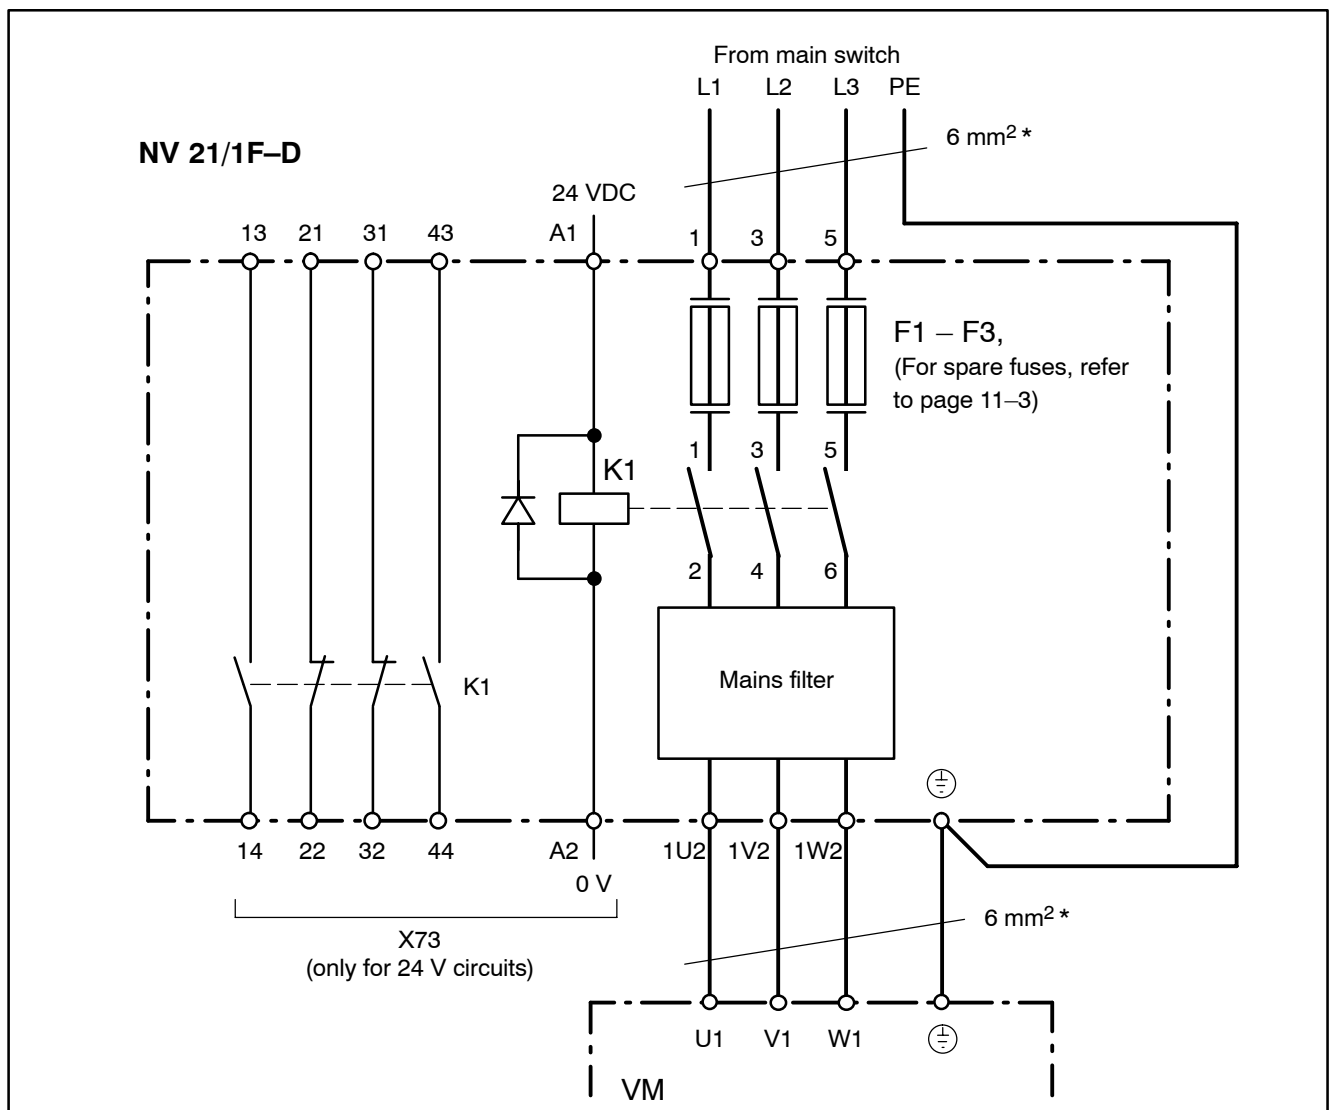 From main switch
L1 L2 L3 PE
6 mm² *
NV 21/1F–D
24 VDC
13 21 31 43 A1 1 3 5
F1 – F3,
(For spare fuses, refer
to page 11–3)
1 3 5
K1
2 4 6
Mains filter
K1
14 22 32 44 A2 1U2 1V2 1W2
0 V
6 mm² *
X73
(only for 24 V circuits)
U1 V1 W1
VM